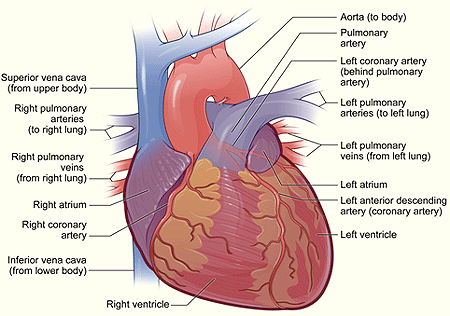 Aorta (to body)
Pulmonary
artery
Left coronary artery
(behind pulmonary
artery)
Superior vena cava
(from upper body)
Right pulmonary
arteries
(to right lung)
Left pulmonary
arteries (to left lung)
Right pulmonary
veins
(from right lung)
Left pulmonary
veins (from left lung)
Right atrium
Left atrium
Left anterior descending
artery (coronary artery)
Right coronary
artery
Left ventricle
Inferior vena cava
(from lower body)
Right ventricle